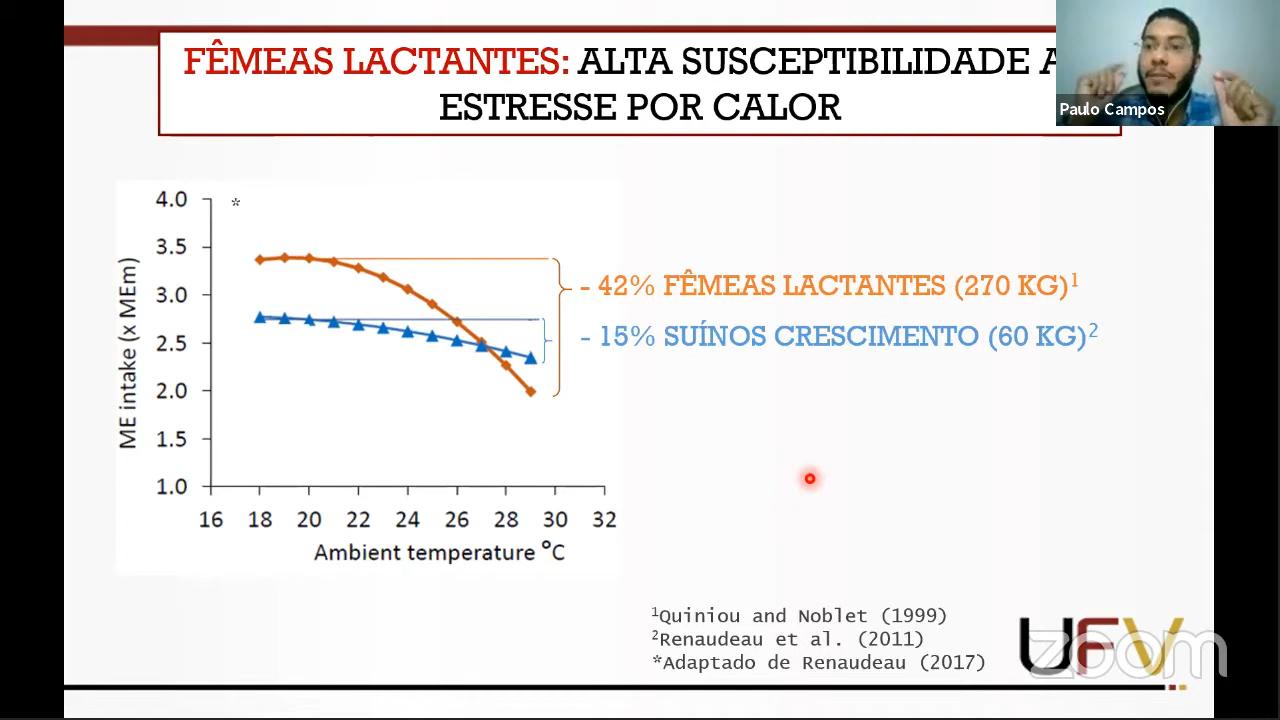 FÊMEAS LACTANTES: ALTA SUSCEPTIBILIDADE A
ESTRESSE POR CALOR
Paulo Campos
4.0
*
3.5
3.0
2.5
2.0
1.5
1.0
ME intake (x MEm)
16 18 20 22 24 26 28 30 32
Ambient temperature °C
- 42% FÊMEAS LACTANTES (270 KG)¹
- 15% SUÍNOS CRESCIMENTO (60 KG)²
¹Quiniou and Noblet (1999)
²Renaudeau et al. (2011)
*Adaptado de Renaudeau (2017)
UFV
zoom